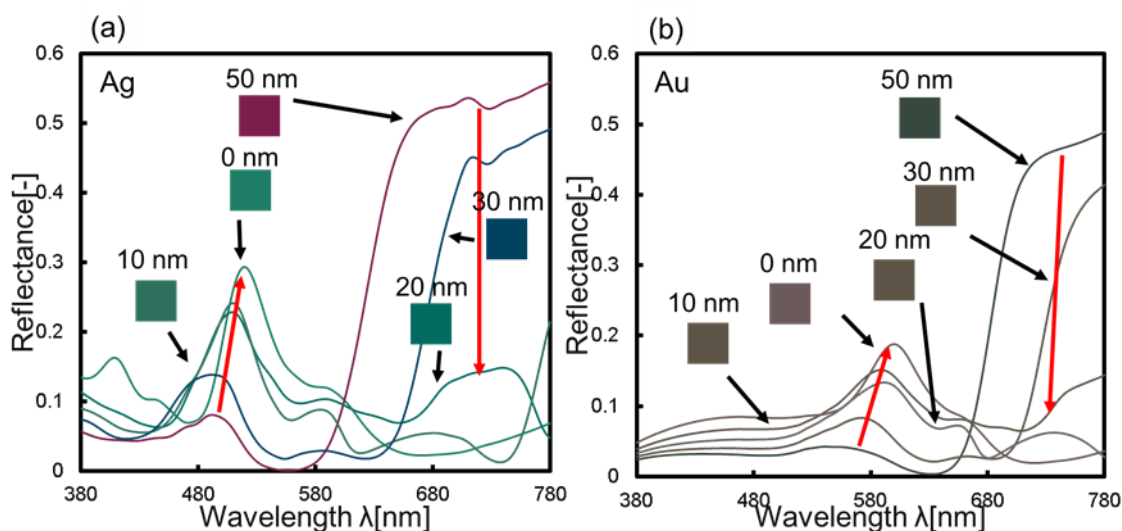 (a)
Ag
50 nm
0 nm
10 nm
30 nm
20 nm
Reflectance[-]
0.6
0.5
0.4
0.3
0.2
0.1
0
380
480
580
680
780
Wavelength λ[nm]
(b)
Au
50 nm
30 nm
20 nm
0 nm
10 nm
Reflectance[-]
0.6
0.5
0.4
0.3
0.2
0.1
0
380
480
580
680
780
Wavelength λ[nm]